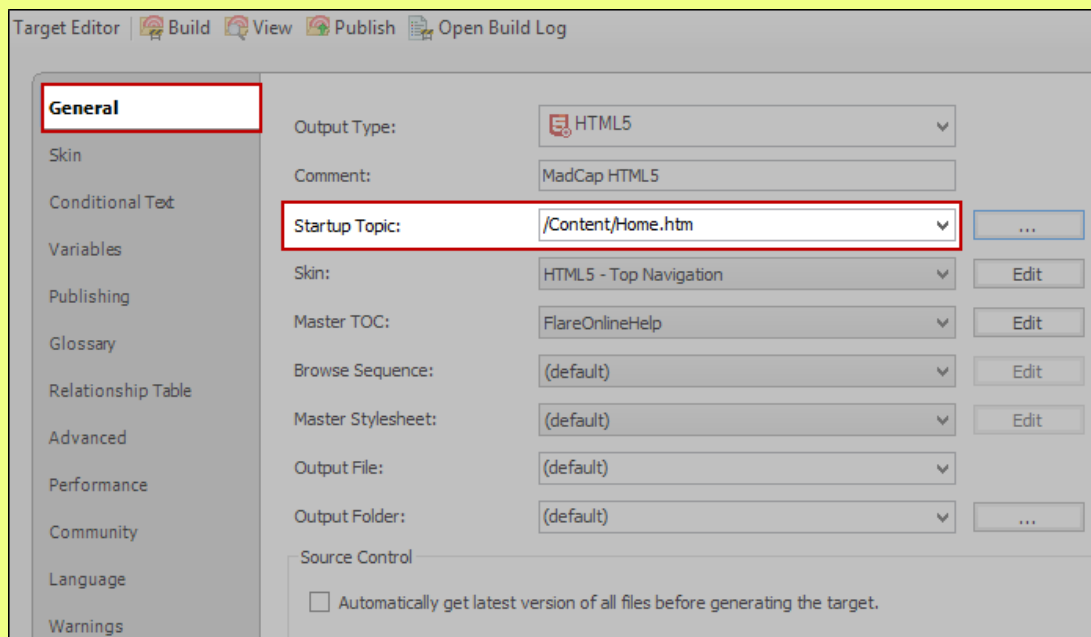 Target Editor Build View Publish Open Build Log
General
Skin
Conditional Text
Variables
Publishing
Glossary
Relationship Table
Advanced
Performance
Community
Language
Warnings
Output Type: HTML5
Comment: MadCap HTML5
Startup Topic: /Content/Home.htm ...
Skin: HTML5 - Top Navigation Edit
Master TOC: FlareOnlineHelp Edit
Browse Sequence: (default) Edit
Master Stylesheet: (default) Edit
Output File: (default)
Output Folder: (default) ...
Source Control
Automatically get latest version of all files before generating the target.